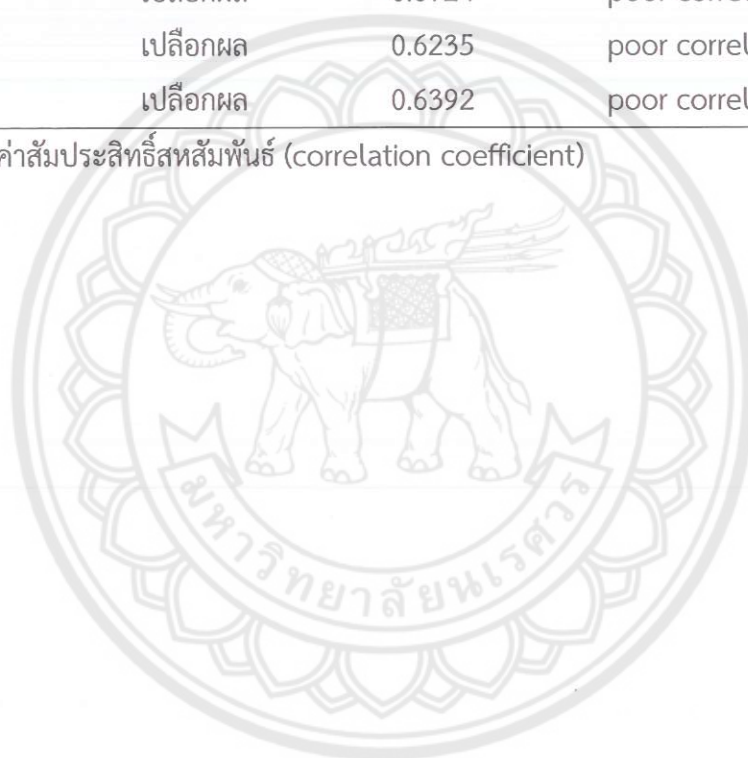 เปลือกผล 0.6235 poor correl
เปลือกผล 0.6392 poor correl
ค่าสัมประสิทธิ์สหสัมพันธ์ (correlation coefficient)
มหาวิทยาลัยนเรศวร